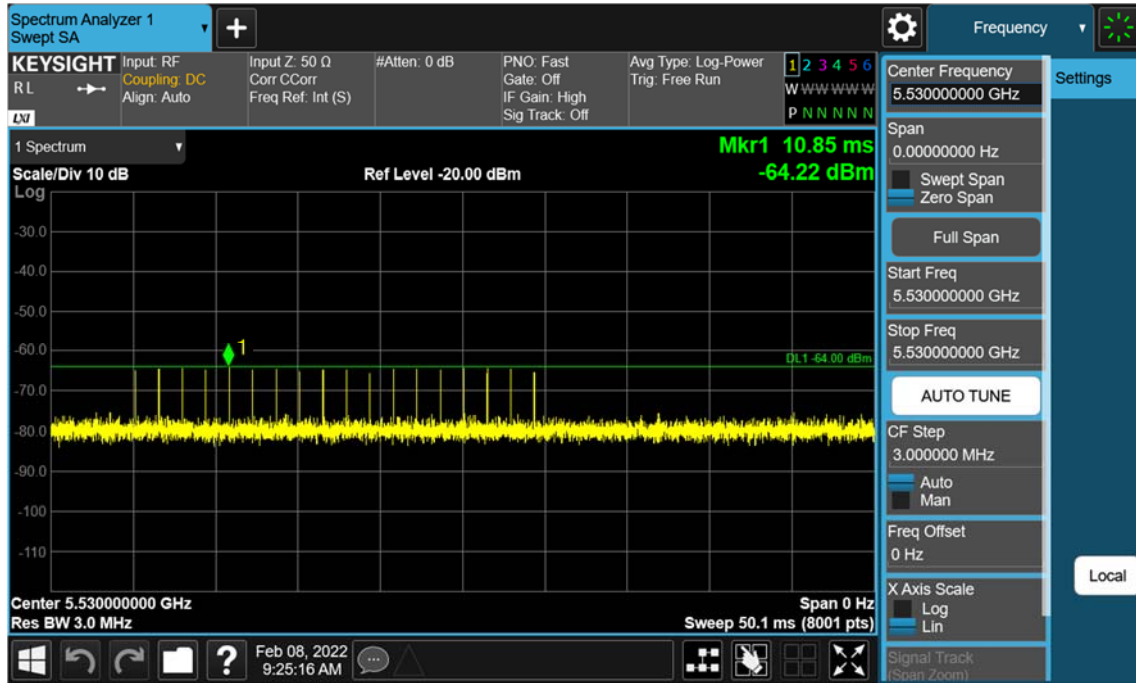 Spectrum Analyzer 1
Swept SA
+
Frequency
KEYSIGHT
R L
LXI
Input: RF
Coupling: DC
Align: Auto
Input Z: 50 Ω
Corr CCorr
Freq Ref: Int (S)
#Atten: 0 dB
PNO: Fast
Gate: Off
IF Gain: High
Sig Track: Off
Avg Type: Log-Power
Trig: Free Run
1 2 3 4 5 6
W W W W W W
P N N N N N
1 Spectrum
Scale/Div 10 dB
Ref Level -20.00 dBm
Mkr1 10.85 ms
-64.22 dBm
Log
-30.0
-40.0
-50.0
-60.0
-70.0
-80.0
-90.0
-100
-110
1
DL1 -64.00 dBm
Center 5.530000000 GHz
Res BW 3.0 MHz
Span 0 Hz
Sweep 50.1 ms (8001 pts)
?
Feb 08, 2022
9:25:16 AM
Center Frequency
5.530000000 GHz
Span
0.00000000 Hz
Swept Span
Zero Span
Full Span
Start Freq
5.530000000 GHz
Stop Freq
5.530000000 GHz
AUTO TUNE
CF Step
3.000000 MHz
Auto
Man
Freq Offset
0 Hz
X Axis Scale
Log
Lin
Signal Track
(Span Zoom)
Settings
Local